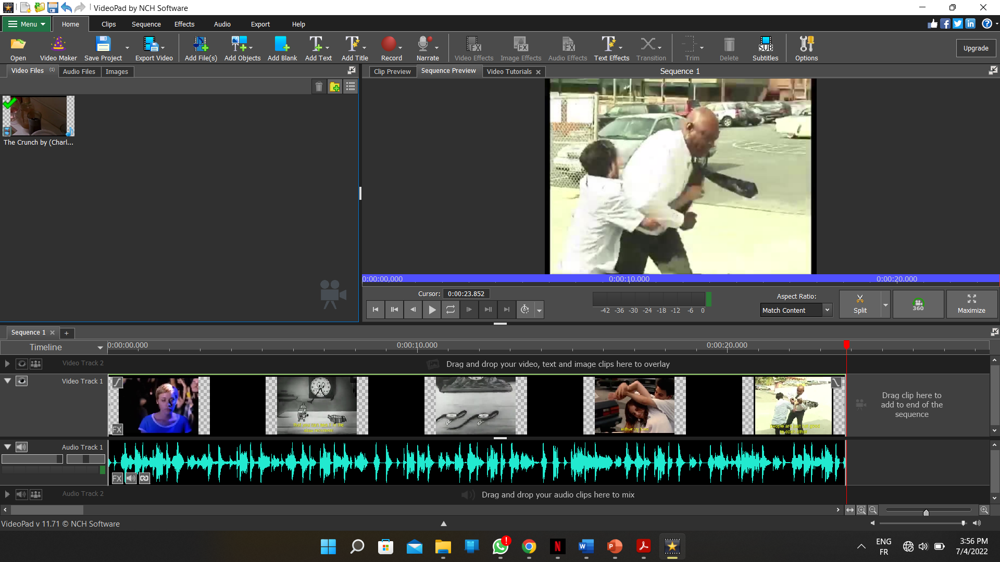 VideoPad by NCH Software
Menu Home Clips Sequence Effects Audio Export Help
Open Video Maker Save Project Export Video Add File(s) Add Objects Add Blank Add Text Add Title Record Narrate Video Effects Image Effects Audio Effects Text Effects Transition Trim Delete Subtitles Options Upgrade
Video Files (1) Audio Files Images
Clip Preview Sequence Preview Video Tutorials Sequence 1
The Crunch by (Charl...
0:00:00.000 0:00:10.000 0:00:20.000
Cursor: 0:00:23.852
-42 -36 -30 -24 -18 -12 -6 0
Aspect Ratio:
Match Content
Split
360
Maximize
Sequence 1
Timeline 0:00:00.000 0:00:10.000 0:00:20.000
Video Track 2 Drag and drop your video, text and image clips here to overlay
Video Track 1
FX
either by love
Drag clip here to
add to end of the
sequence
Audio Track 1
FX
Audio Track 2 Drag and drop your audio clips here to mix
VideoPad v 11.71 © NCH Software
ENG
FR
3:56 PM
7/4/2022